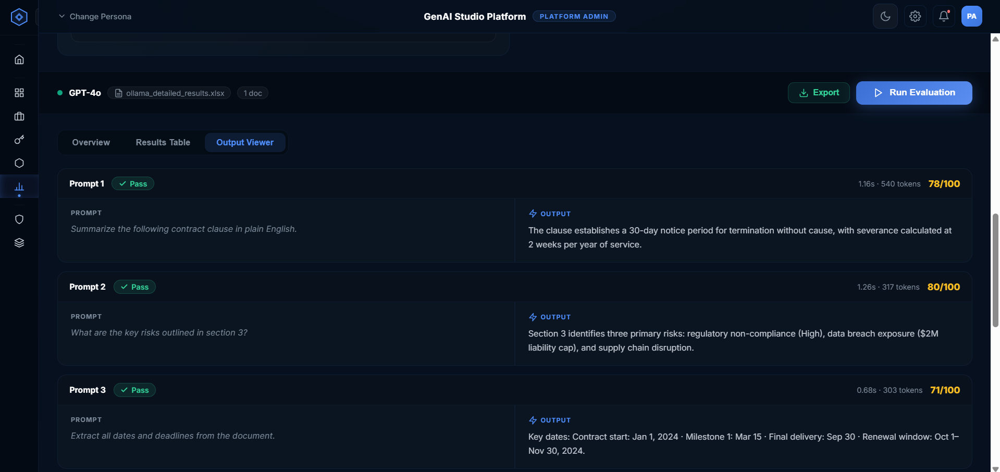 Change Persona
GenAI Studio Platform
PLATFORM ADMIN
PA
GPT-4o
ollama_detailed_results.xlsx
1 doc
Export
Run Evaluation
Overview
Results Table
Output Viewer
Prompt 1
Pass
1.16s · 540 tokens
78/100
PROMPT
Summarize the following contract clause in plain English.
OUTPUT
The clause establishes a 30-day notice period for termination without cause, with severance calculated at
2 weeks per year of service.
Prompt 2
Pass
1.26s · 317 tokens
80/100
PROMPT
What are the key risks outlined in section 3?
OUTPUT
Section 3 identifies three primary risks: regulatory non-compliance (High), data breach exposure ($2M
liability cap), and supply chain disruption.
Prompt 3
Pass
0.68s · 303 tokens
71/100
PROMPT
Extract all dates and deadlines from the document.
OUTPUT
Key dates: Contract start: Jan 1, 2024 · Milestone 1: Mar 15 · Final delivery: Sep 30 · Renewal window: Oct 1–
Nov 30, 2024.